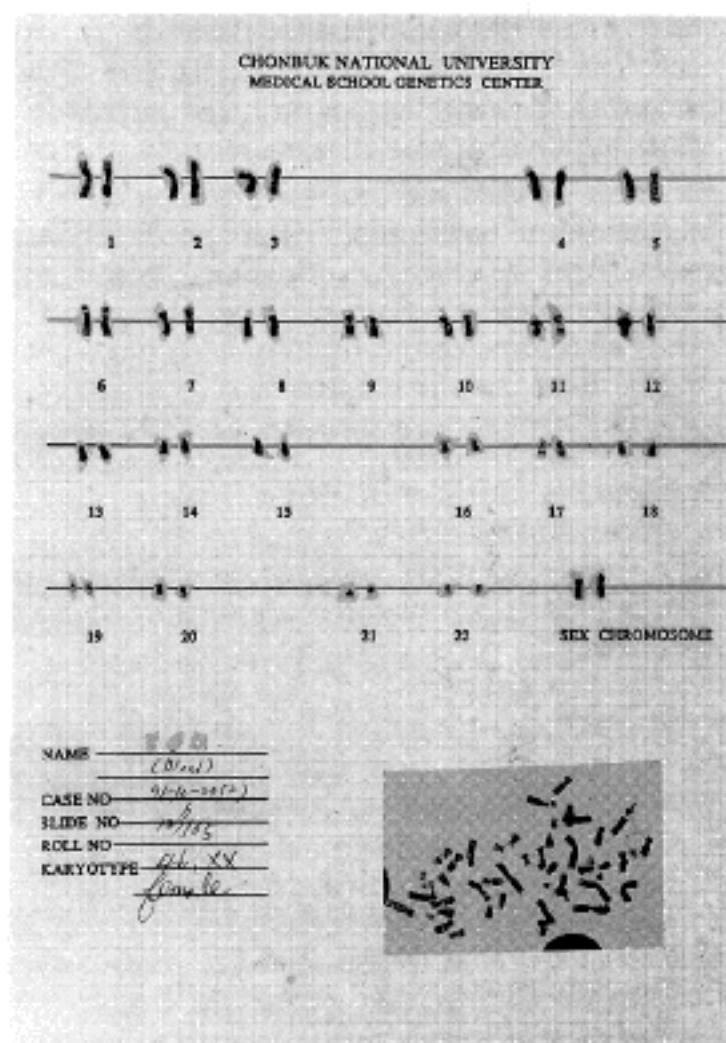 CHONBUK NATIONAL UNIVERSITY
MEDICAL SCHOOL GENETICS CENTER
1 2 3 4 5
6 7 8 9 10 11 12
13 14 15 16 17 18
19 20 21 22 SEX CHROMOSOME
NAME
(Blood)
CASE NO
SLIDE NO
ROLL NO
KARYOTYPE 46, XX
female